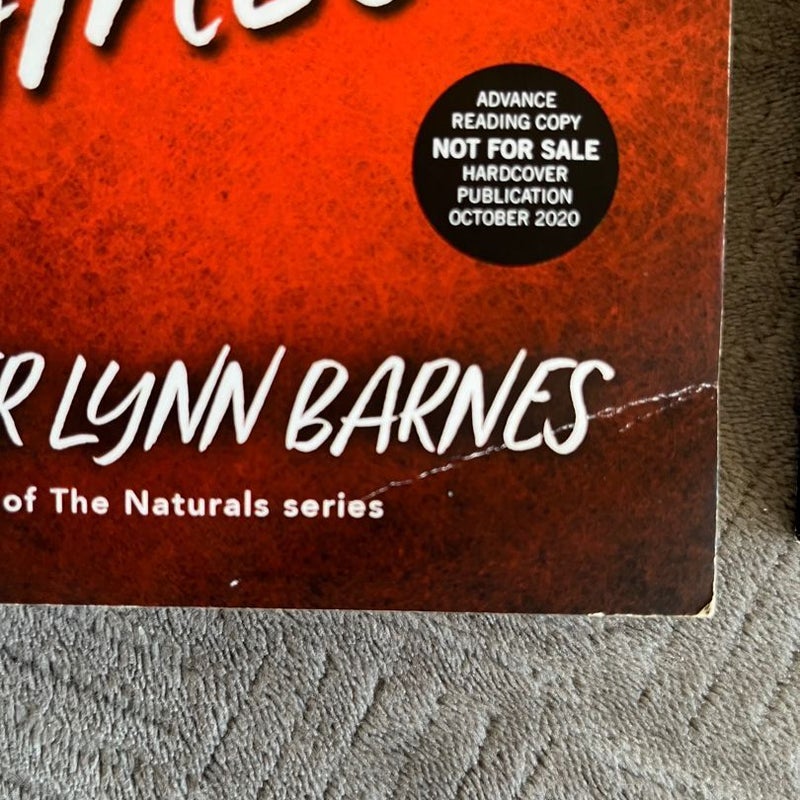 ADVANCE
READING COPY
NOT FOR SALE
HARDCOVER
PUBLICATION
OCTOBER 2020
R LYNN BARNES
of The Naturals series